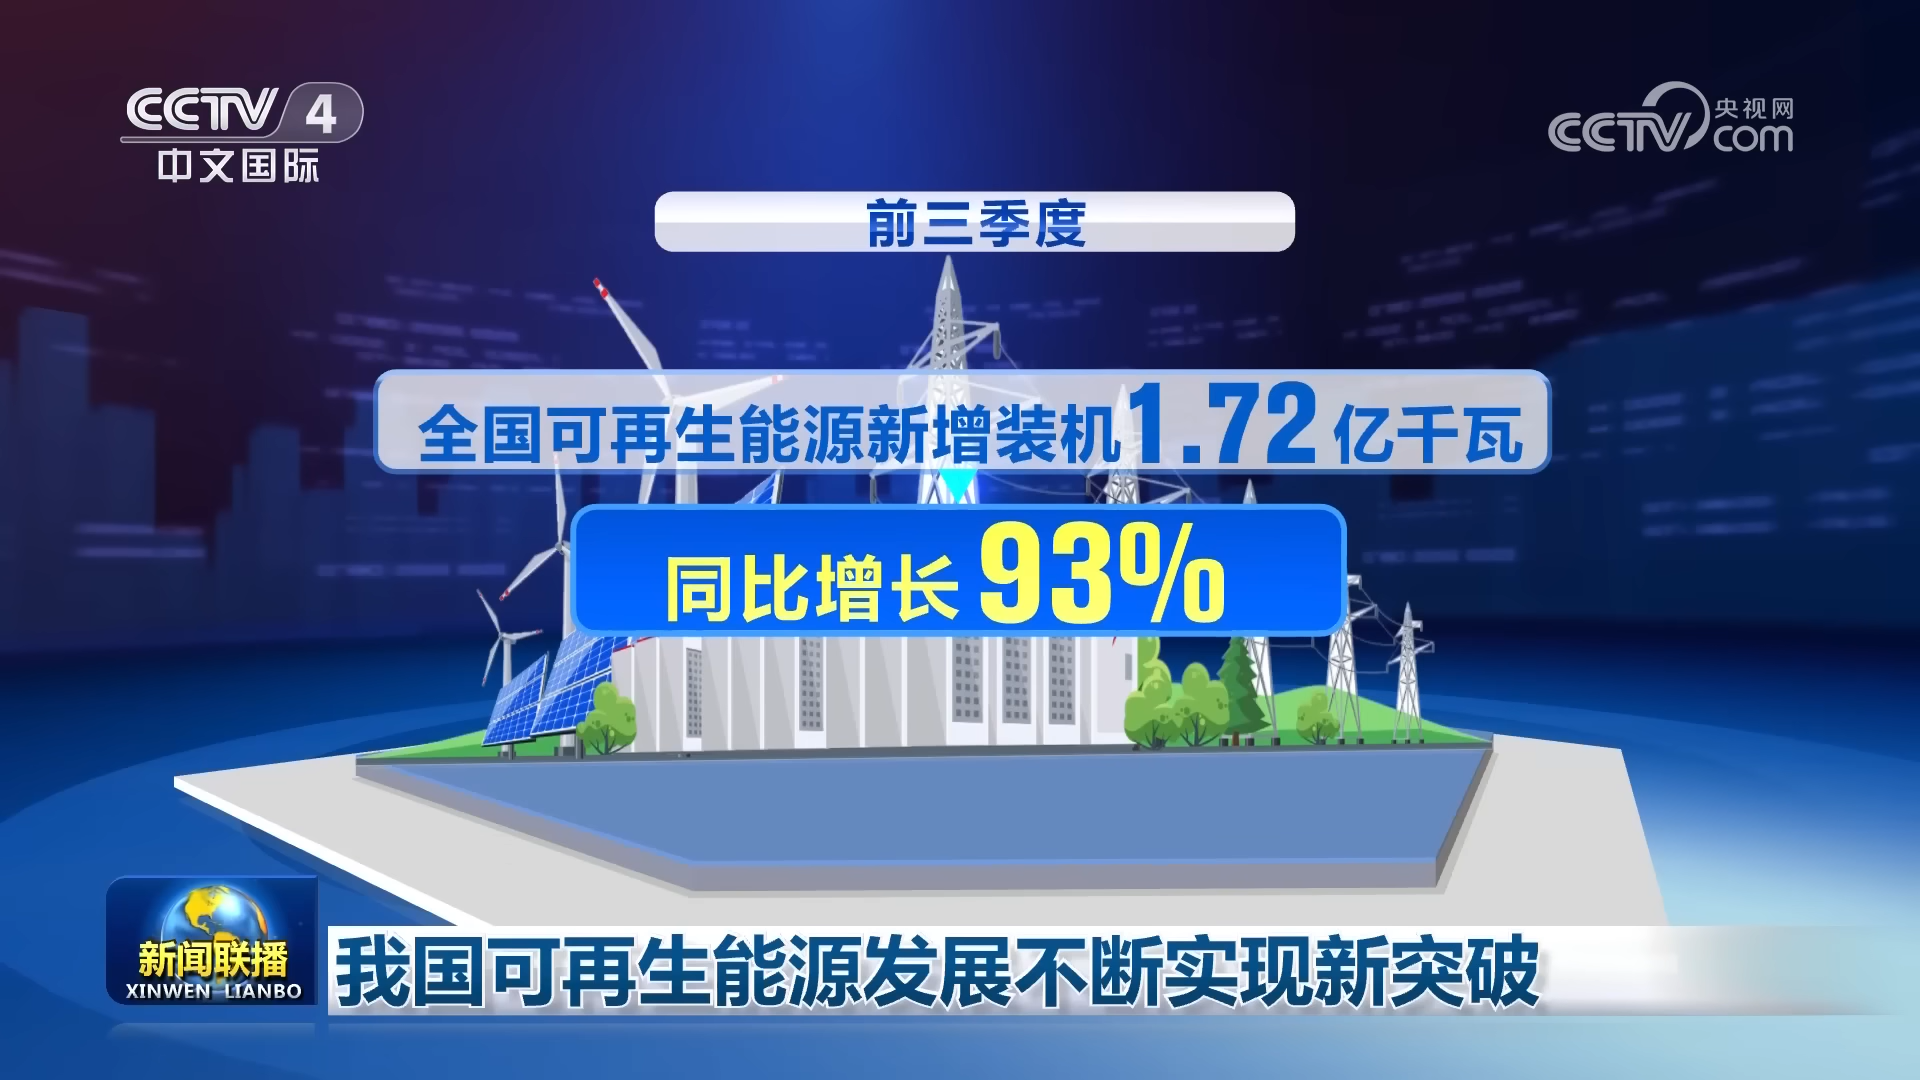 CCTV 4
中文国际
央视网
CCTV com
前三季度
全国可再生能源新增装机1.72亿千瓦
同比增长93%
新闻联播
XINWEN LIANBO
我国可再生能源发展不断实现新突破